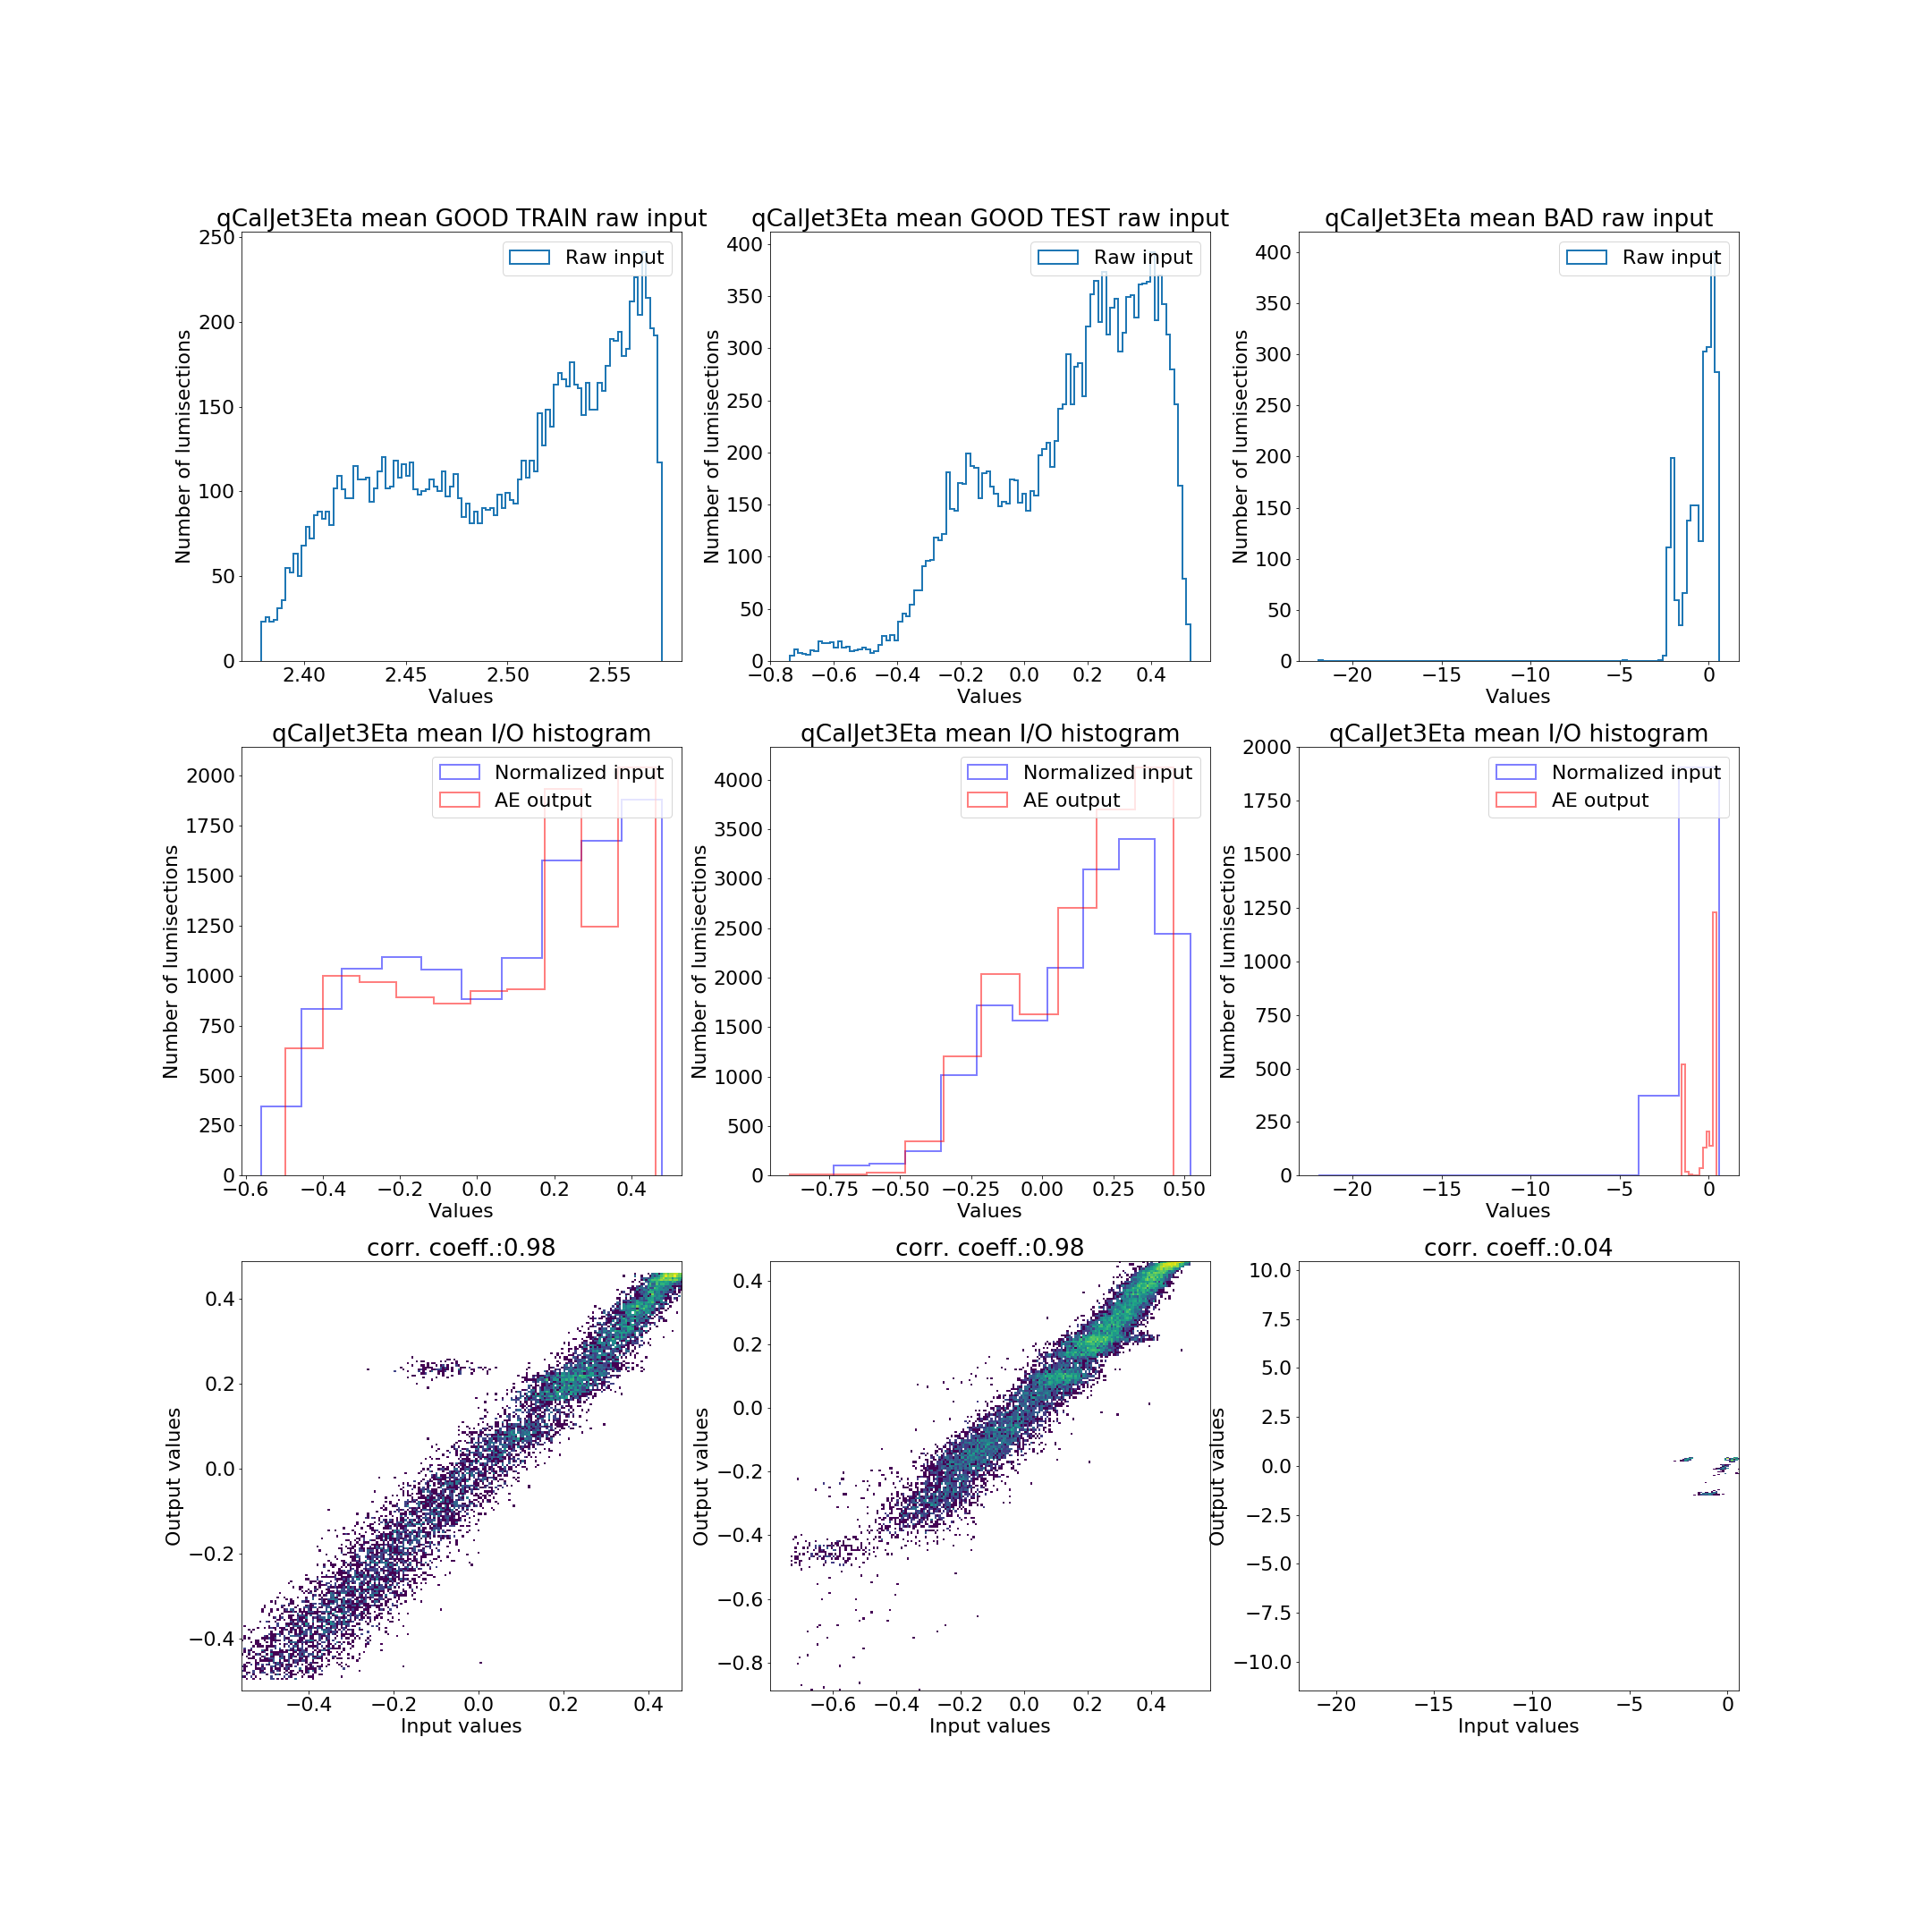 qCalJet3Eta mean GOOD TRAIN raw input
250
200
150
100
50
0
2.40 2.45 2.50 2.55
Number of lumisections
Values
Raw input
qCalJet3Eta mean GOOD TEST raw input
400
350
300
250
200
150
100
50
0
−0.8 −0.6 −0.4 −0.2 0.0 0.2 0.4
Number of lumisections
Values
Raw input
qCalJet3Eta mean BAD raw input
400
350
300
250
200
150
100
50
0
−20 −15 −10 −5 0
Number of lumisections
Values
Raw input
qCalJet3Eta mean I/O histogram
2000
1750
1500
1250
1000
750
500
250
0
−0.6 −0.4 −0.2 0.0 0.2 0.4
Number of lumisections
Values
Normalized input
AE output
qCalJet3Eta mean I/O histogram
4000
3500
3000
2500
2000
1500
1000
500
0
−0.75 −0.50 −0.25 0.00 0.25 0.50
Number of lumisections
Values
Normalized input
AE output
qCalJet3Eta mean I/O histogram
2000
1750
1500
1250
1000
750
500
250
0
−20 −15 −10 −5 0
Number of lumisections
Values
Normalized input
AE output
corr. coeff.:0.98
0.4
0.2
0.0
−0.2
−0.4
−0.4 −0.2 0.0 0.2 0.4
Output values
Input values
corr. coeff.:0.98
0.4
0.2
0.0
−0.2
−0.4
−0.6
−0.8
−0.6 −0.4 −0.2 0.0 0.2 0.4
Output values
Input values
corr. coeff.:0.04
10.0
7.5
5.0
2.5
0.0
−2.5
−5.0
−7.5
−10.0
−20 −15 −10 −5 0
Output values
Input values